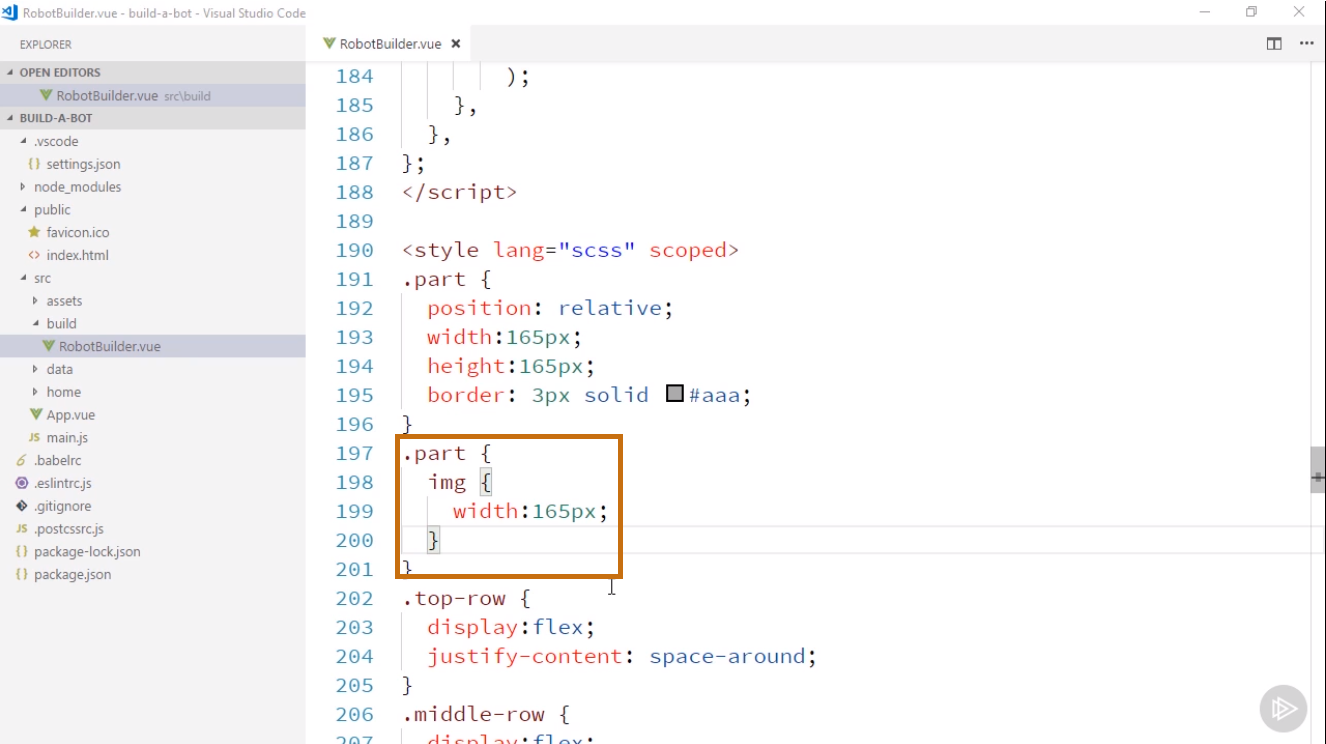 RobotBuilder.vue - build-a-bot - Visual Studio Code
EXPLORER
OPEN EDITORS
RobotBuilder.vue src\build
BUILD-A-BOT
.vscode
{} settings.json
node_modules
public
favicon.ico
<> index.html
src
assets
build
RobotBuilder.vue
data
home
App.vue
JS main.js
.babelrc
.eslintrc.js
.gitignore
JS .postcssrc.js
{} package-lock.json
{} package.json
RobotBuilder.vue
184 );
185 },
186 },
187 };
188 </script>
189
190 <style lang="scss" scoped>
191 .part {
192 position: relative;
193 width:165px;
194 height:165px;
195 border: 3px solid #aaa;
196 }
197 .part {
198 img {
199 width:165px;
200 }
201 }
202 .top-row {
203 display:flex;
204 justify-content: space-around;
205 }
206 .middle-row {
207 display:flex;